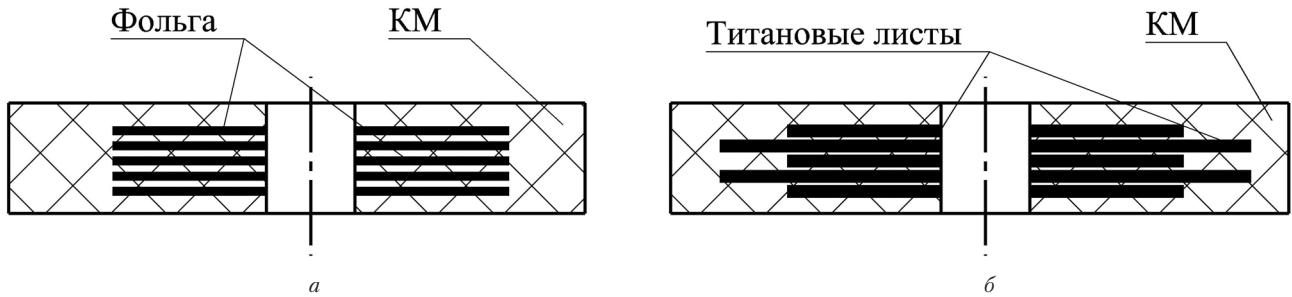 Фольга
КМ
Титановые листы
КМ
а
б